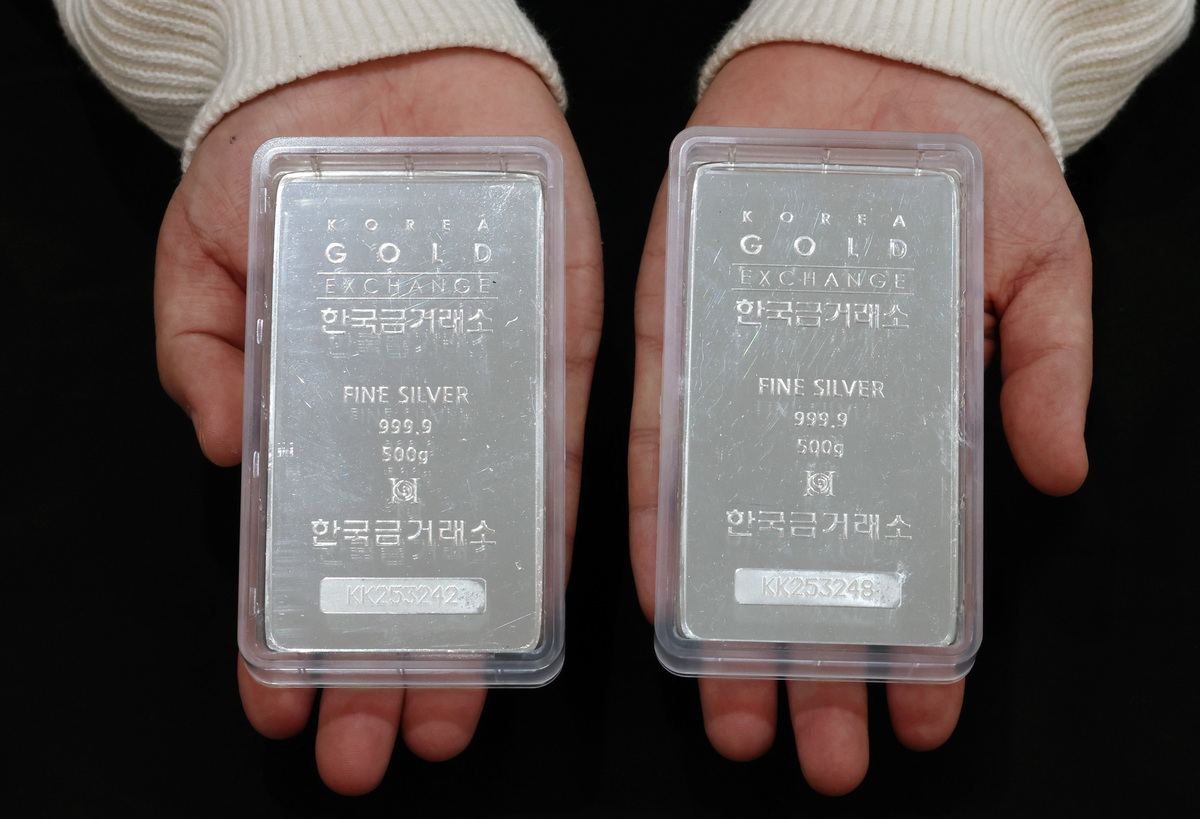 KOREA
GOLD
EXCHANGE
한국금거래소
FINE SILVER
999.9
500g
한국금거래소
KK253242
KOREA
GOLD
EXCHANGE
한국금거래소
FINE SILVER
999.9
500g
한국금거래소
KK253248